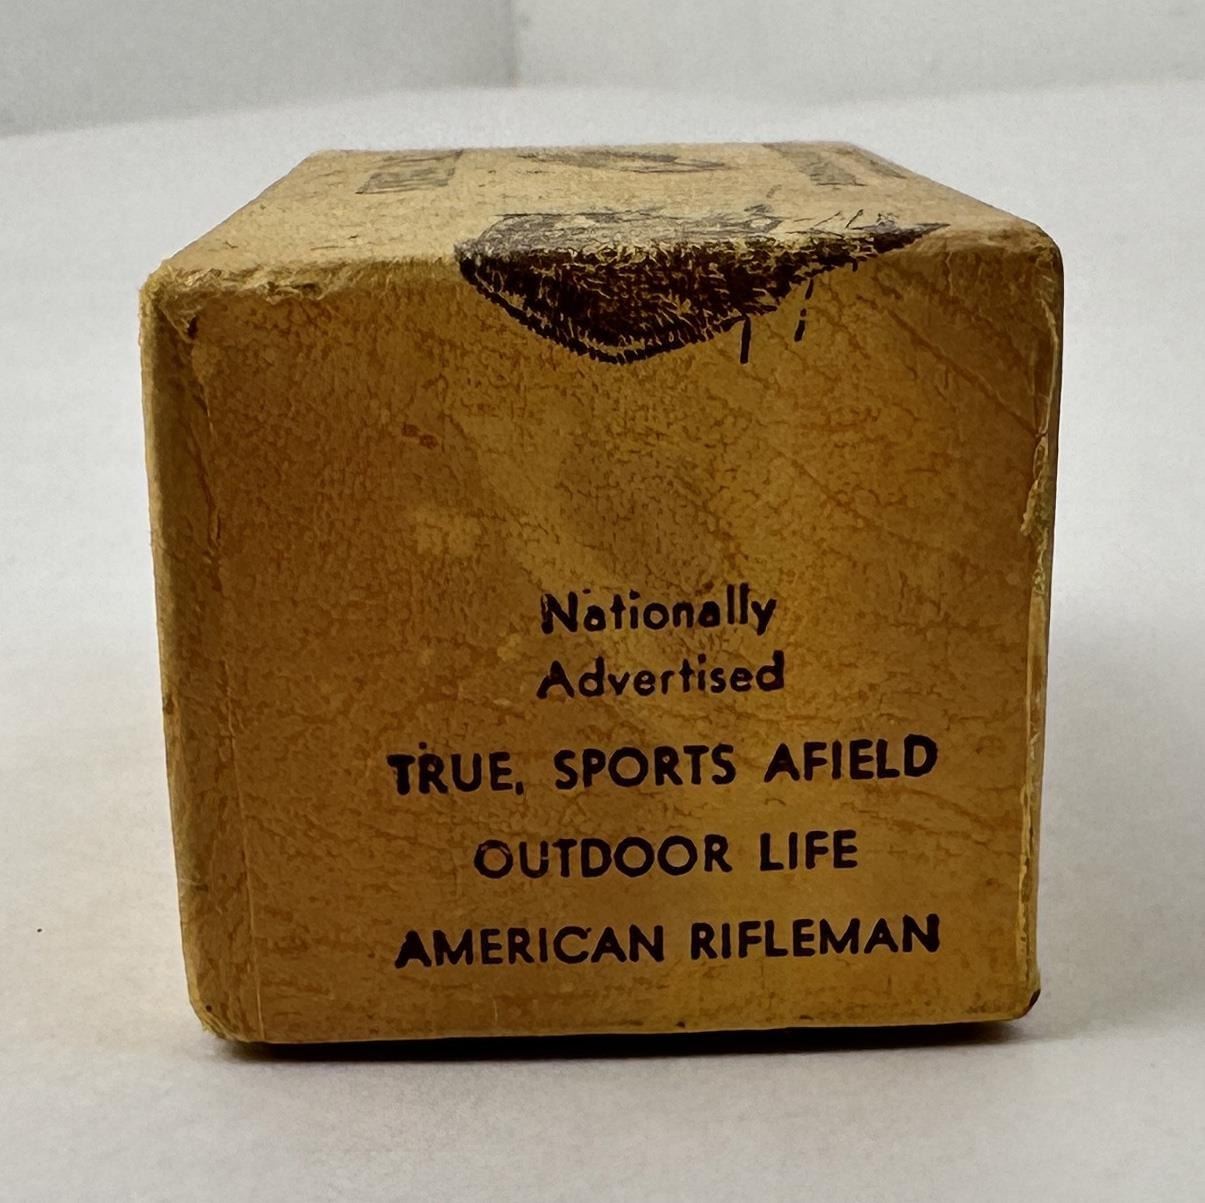 Nationally
Advertised
TRUE, SPORTS AFIELD
OUTDOOR LIFE
AMERICAN RIFLEMAN